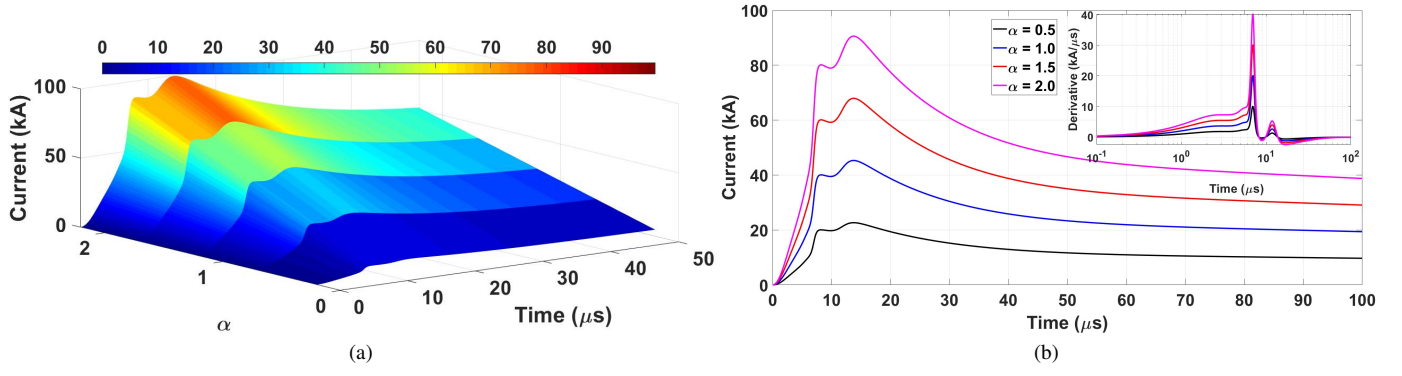 0 10 20 30 40 50 60 70 80 90
100
50
0
Current (kA)
2
1
0
α
0
10
20
30
40
50
Time (μs)
(a)
100
80
60
40
20
0
Current (kA)
0 10 20 30 40 50 60 70 80 90 100
Time (μs)
α = 0.5
α = 1.0
α = 1.5
α = 2.0
40
30
20
10
0
Derivative (kA/μs)
10⁻¹ 10⁰ 10¹ 10²
Time (μs)
(b)